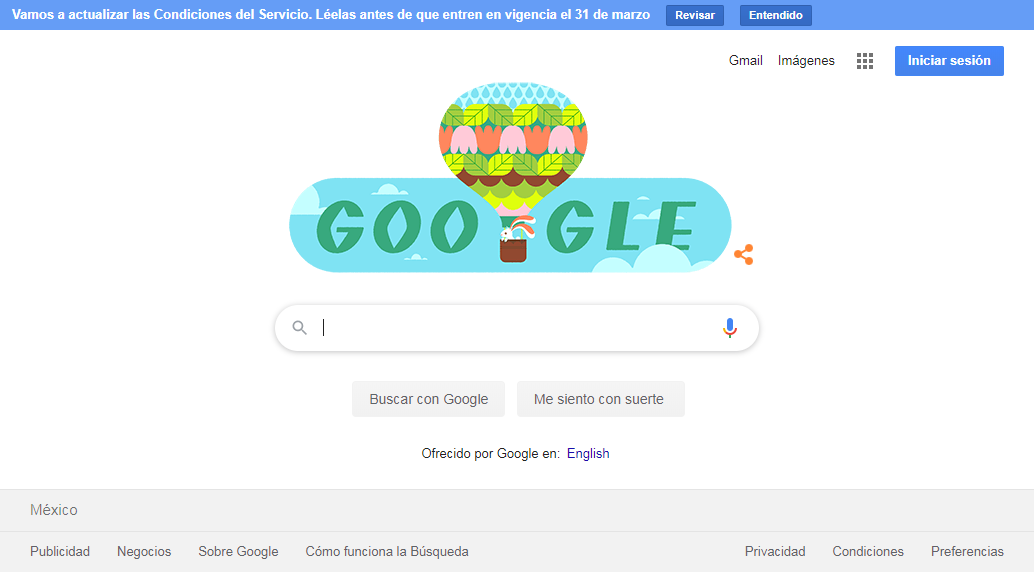 Vamos a actualizar las Condiciones del Servicio. Léelas antes de que entren en vigencia el 31 de marzo Revisar Entendido
Gmail Imágenes Iniciar sesión
GOOGLE
Buscar con Google Me siento con suerte
Ofrecido por Google en: English
México
Publicidad Negocios Sobre Google Cómo funciona la Búsqueda Privacidad Condiciones Preferencias